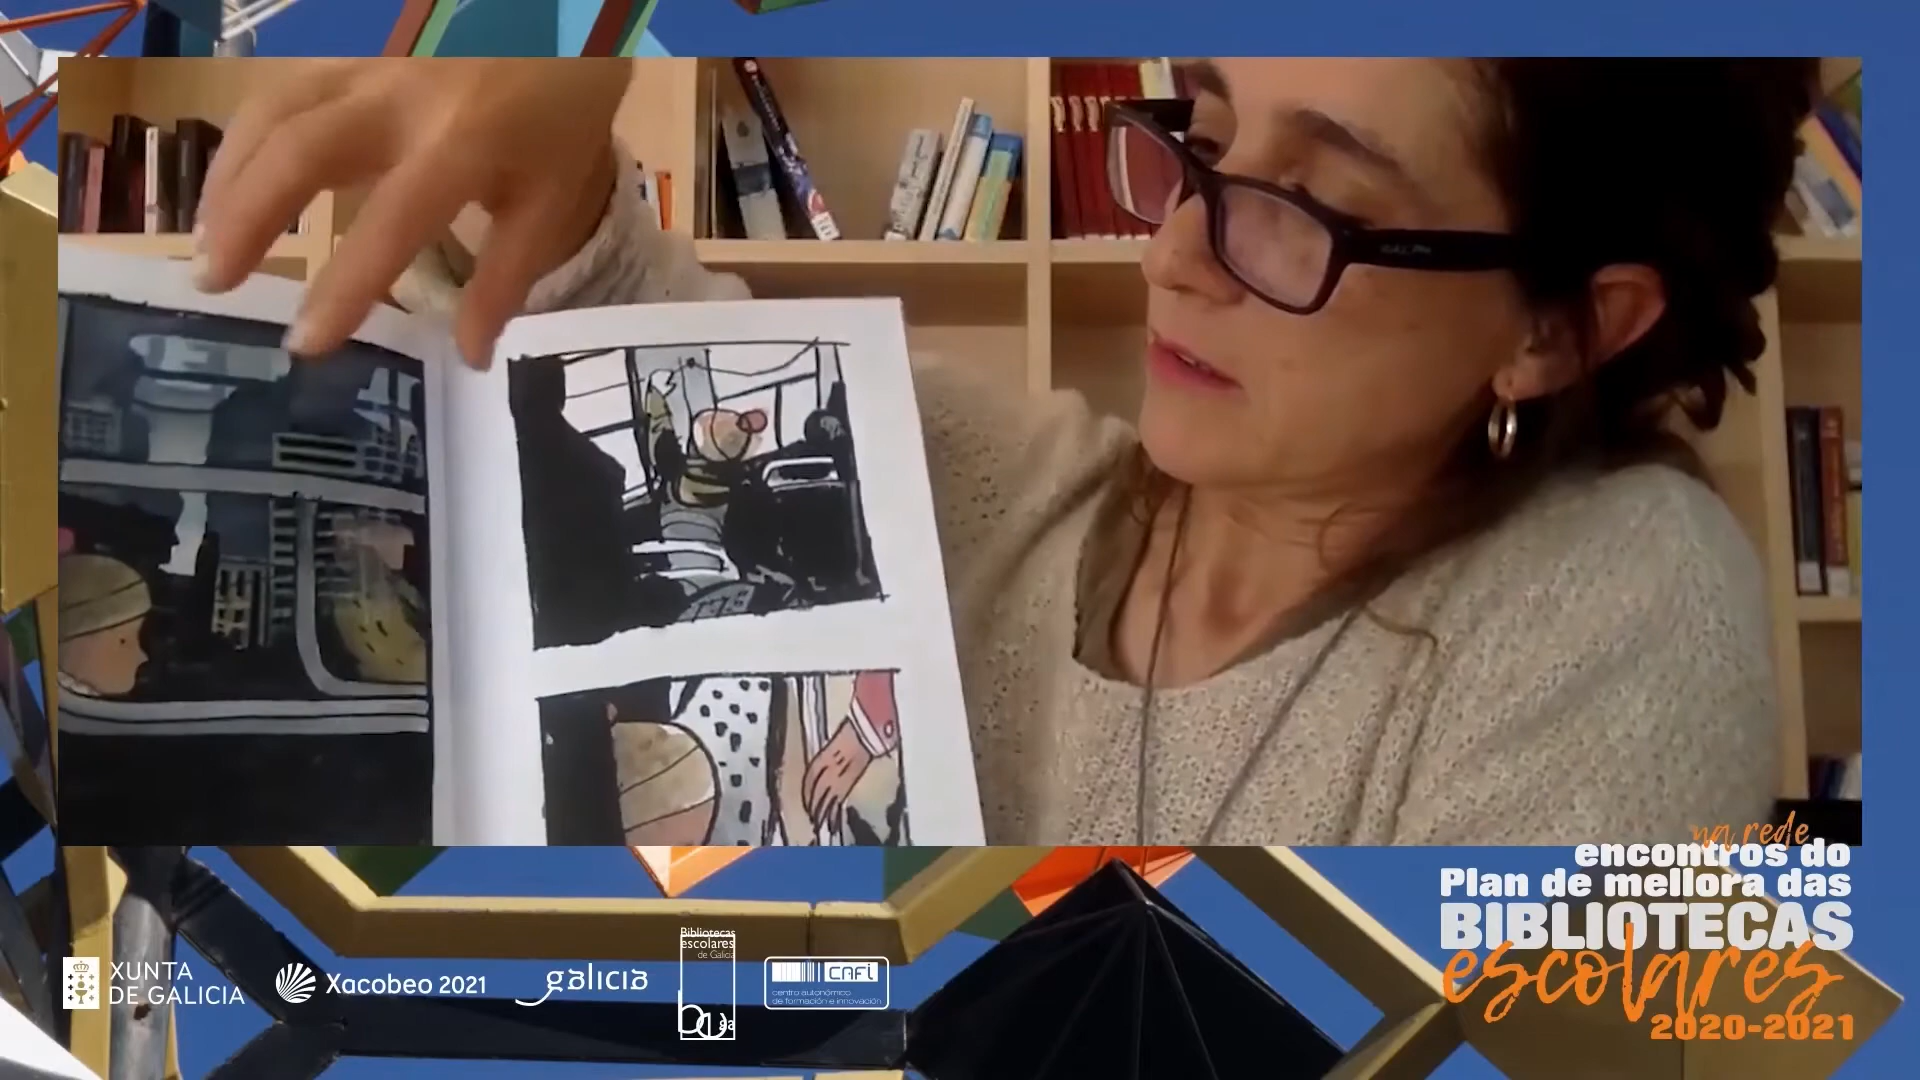 RALPH
na rede
encontros do
Plan de mellora das
BIBLIOTECAS
escolares
2020-2021
XUNTA
DE GALICIA
Xacobeo 2021
galicia
Bibliotecas
escolares
de Galicia
CAFi
centro autonómico
de formación e innovación